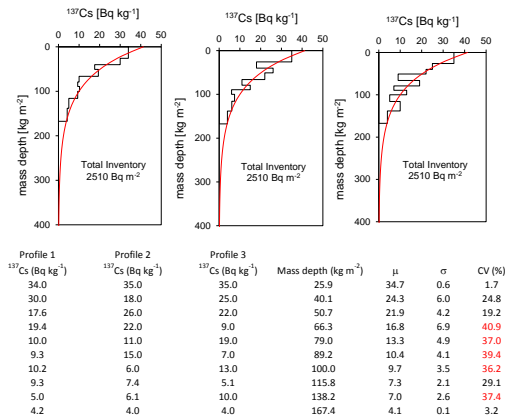 ¹³⁷Cs [Bq kg⁻¹] ¹³⁷Cs [Bq kg⁻¹] ¹³⁷Cs [Bq kg⁻¹]
0 10 20 30 40 50 0 10 20 30 40 50 0 10 20 30 40 50
0 0 0
100 100 100
200 200 200
300 300 300
400 400 400
mass depth [kg m⁻²] mass depth [kg m⁻²] mass depth [kg m⁻²]
Total Inventory Total Inventory Total Inventory
2510 Bq m⁻² 2510 Bq m⁻² 2510 Bq m⁻²
Profile 1 Profile 2 Profile 3
¹³⁷Cs (Bq kg⁻¹) ¹³⁷Cs (Bq kg⁻¹) ¹³⁷Cs (Bq kg⁻¹) Mass depth (kg m⁻²) μ σ CV (%)
34.0 35.0 35.0 25.9 34.7 0.6 1.7
30.0 18.0 25.0 40.1 24.3 6.0 24.8
17.6 26.0 22.0 50.7 21.9 4.2 19.2
19.4 22.0 9.0 66.3 16.8 6.9 40.9
10.0 11.0 19.0 79.0 13.3 4.9 37.0
9.3 15.0 7.0 89.2 10.4 4.1 39.4
10.2 6.0 13.0 100.0 9.7 3.5 36.2
9.3 7.4 5.1 115.8 7.3 2.1 29.1
5.0 6.1 10.0 138.2 7.0 2.6 37.4
4.2 4.0 4.0 167.4 4.1 0.1 3.2